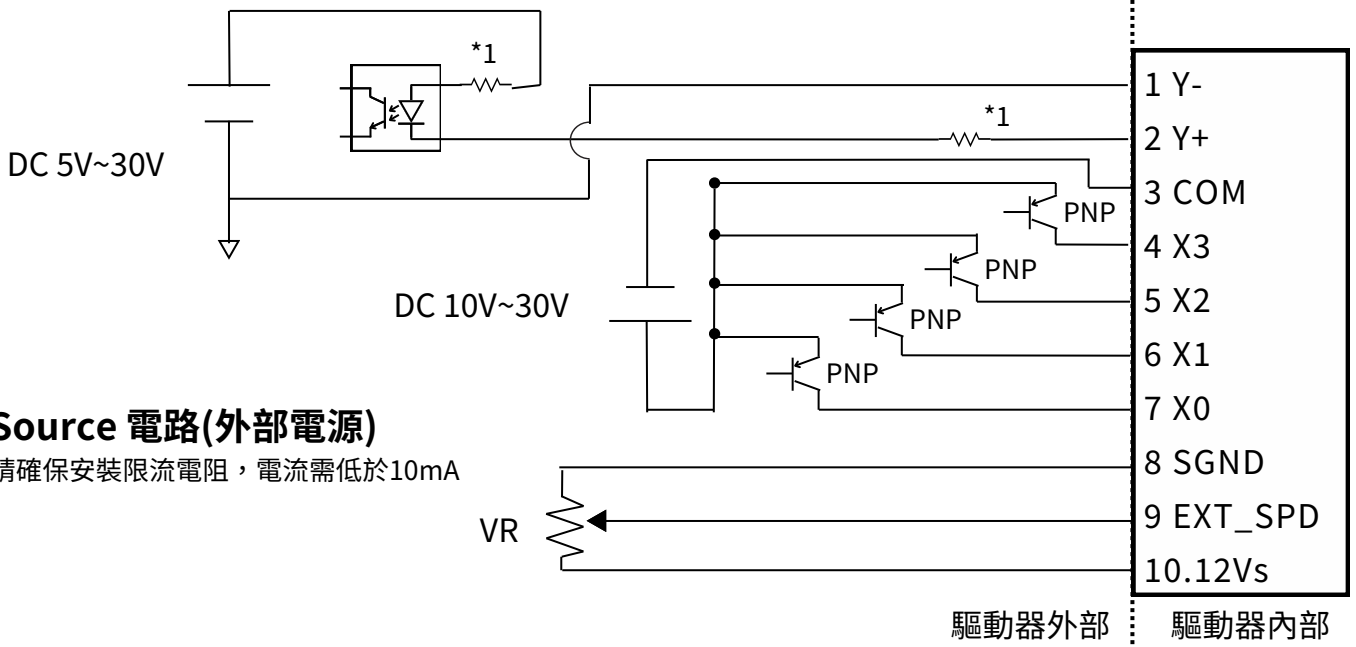 *1
1 Y-
*1
2 Y+
DC 5V~30V
3 COM
PNP
4 X3
PNP
5 X2
DC 10V~30V
PNP
6 X1
PNP
7 X0
Source 電路(外部電源)
請確保安裝限流電阻，電流需低於10mA
8 SGND
VR
9 EXT_SPD
10.12Vs
驅動器外部
驅動器內部